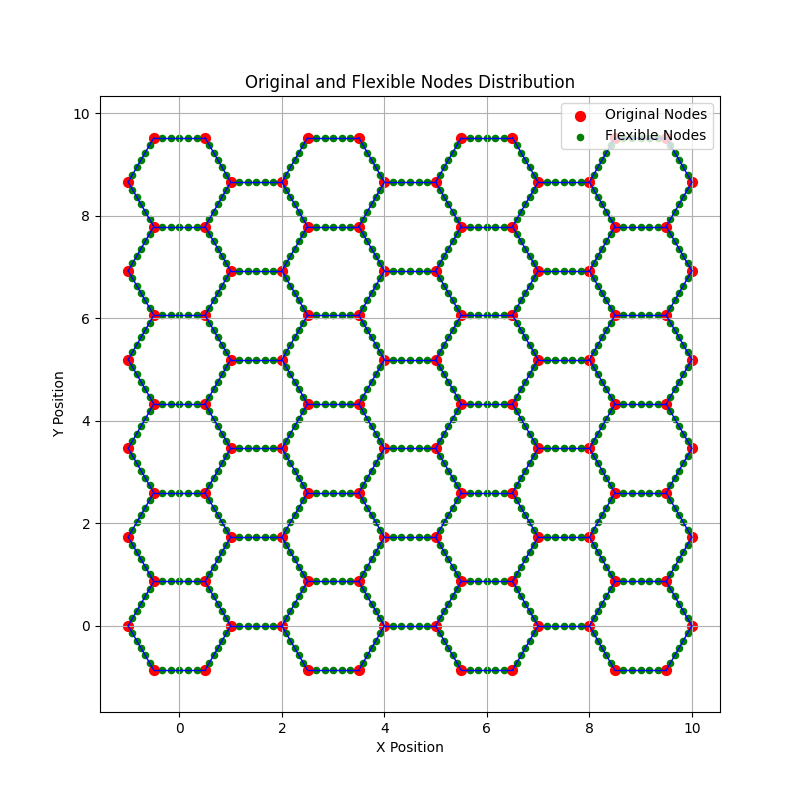 Original and Flexible Nodes Distribution
Original Nodes
Flexible Nodes
10
8
6
4
2
0
Y Position
0 2 4 6 8 10
X Position